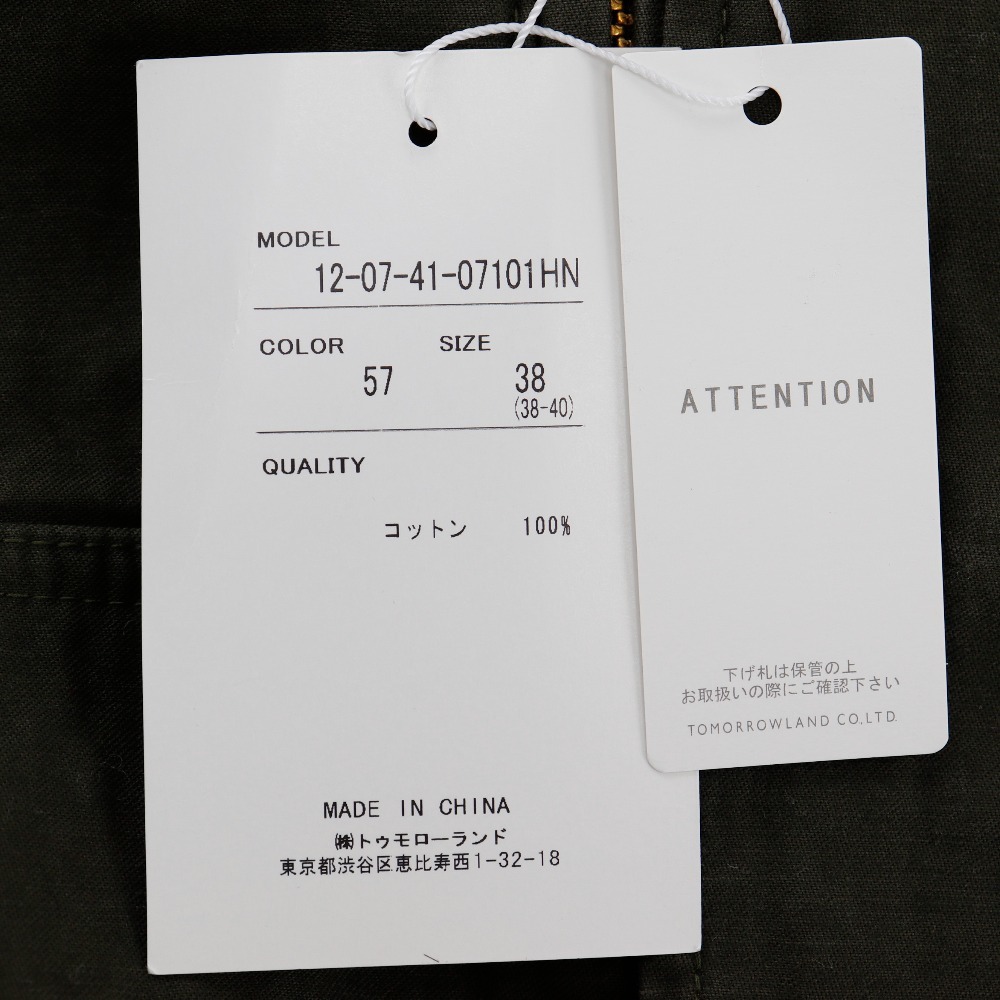 MODEL
12-07-41-07101HN
COLOR SIZE
57 38
(38-40)
QUALITY
コットン 100%
MADE IN CHINA
㈱トゥモローランド
東京都渋谷区恵比寿西1-32-18
ATTENTION
下げ札は保管の上
お取扱いの際にご確認下さい
TOMORROWLAND CO.LTD.